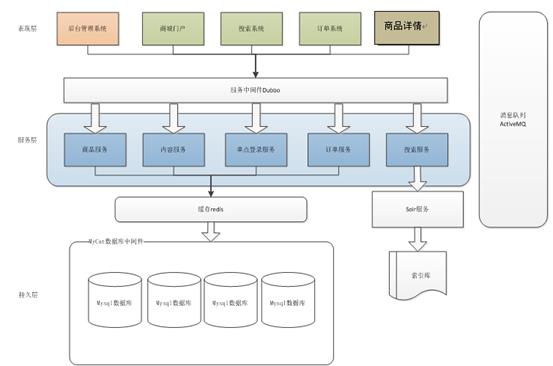 表现层
后台管理系统
商城门户
搜索系统
订单系统
商品详情
消息队列
ActiveMQ
服务中间件Dubbo
服务层
商品服务
内容服务
单点登录服务
订单服务
搜索服务
缓存redis
Solr服务
MyCat数据库中间件
索引库
持久层
Mysql数据库
Mysql数据库
Mysql数据库
Mysql数据库